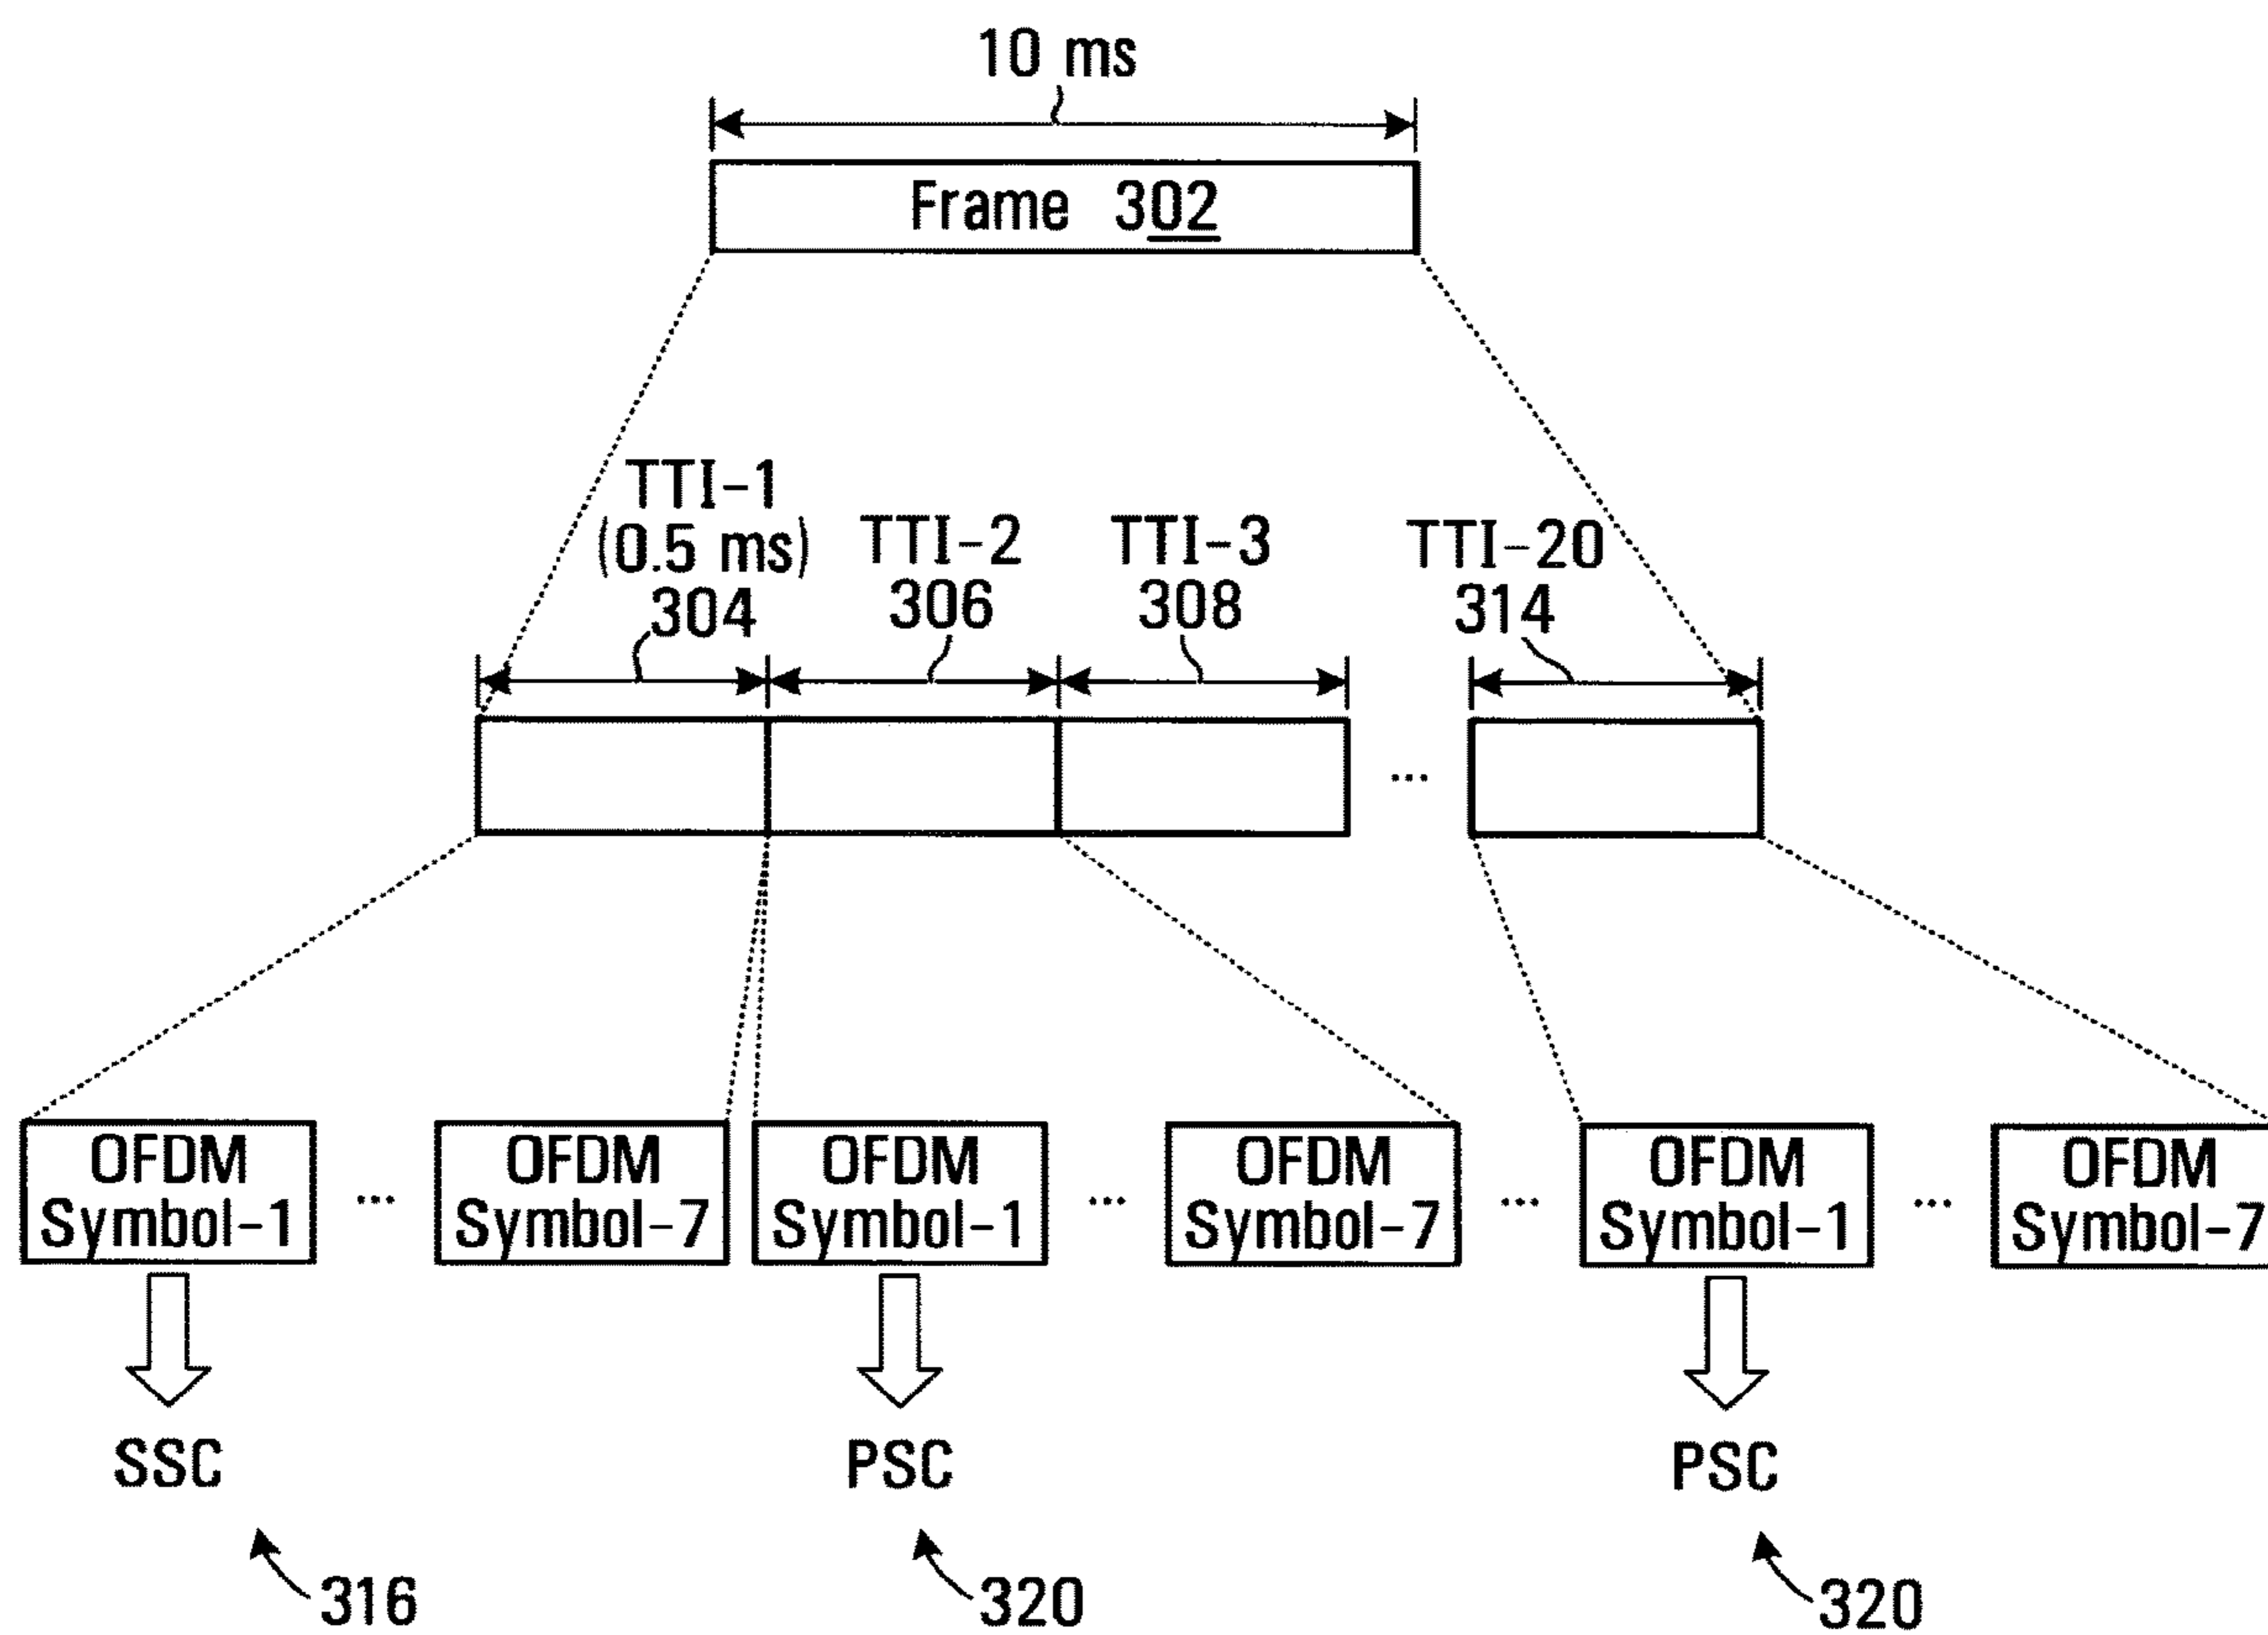 10 ms
Frame 302
TTI-1
(0.5 ms)
304
TTI-2
306
TTI-3
308
TTI-20
314
...
OFDM
Symbol-1
...
OFDM
Symbol-7
OFDM
Symbol-1
...
OFDM
Symbol-7
...
OFDM
Symbol-1
...
OFDM
Symbol-7
SSC
PSC
PSC
316
320
320